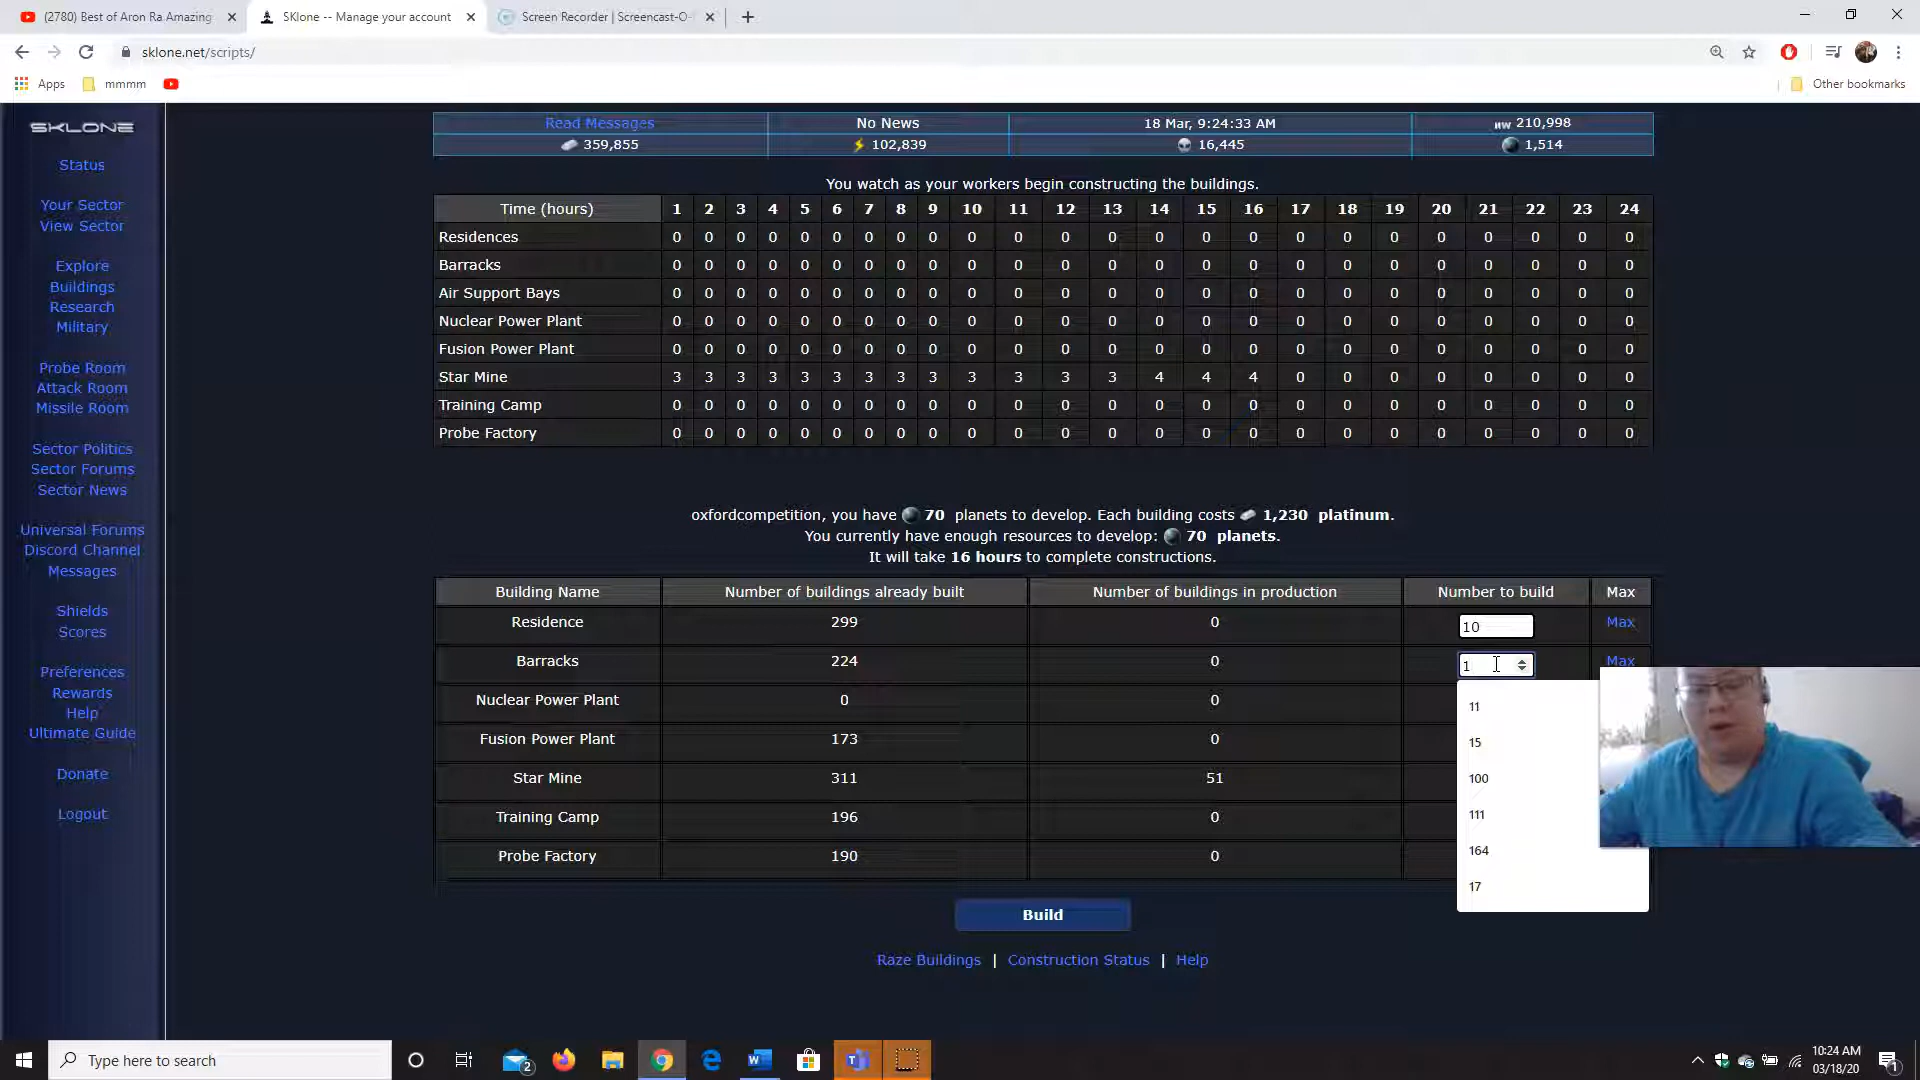 (2780) Best of Aron Ra Amazing
SKlone -- Manage your account
Screen Recorder | Screencast-O-
sklone.net/scripts/
Apps
mmmm
Other bookmarks
SKLONE
Status
Your Sector
View Sector
Explore
Buildings
Research
Military
Probe Room
Attack Room
Missile Room
Sector Politics
Sector Forums
Sector News
Universal Forums
Discord Channel
Messages
Shields
Scores
Preferences
Rewards
Help
Ultimate Guide
Donate
Logout
Read Messages No News 18 Mar, 9:24:33 AM NW 210,998
359,855 102,839 16,445 1,514
You watch as your workers begin constructing the buildings.
Time (hours) 1 2 3 4 5 6 7 8 9 10 11 12 13 14 15 16 17 18 19 20 21 22 23 24
Residences 0 0 0 0 0 0 0 0 0 0 0 0 0 0 0 0 0 0 0 0 0 0 0 0
Barracks 0 0 0 0 0 0 0 0 0 0 0 0 0 0 0 0 0 0 0 0 0 0 0 0
Air Support Bays 0 0 0 0 0 0 0 0 0 0 0 0 0 0 0 0 0 0 0 0 0 0 0 0
Nuclear Power Plant 0 0 0 0 0 0 0 0 0 0 0 0 0 0 0 0 0 0 0 0 0 0 0 0
Fusion Power Plant 0 0 0 0 0 0 0 0 0 0 0 0 0 0 0 0 0 0 0 0 0 0 0 0
Star Mine 3 3 3 3 3 3 3 3 3 3 3 3 3 4 4 4 0 0 0 0 0 0 0 0
Training Camp 0 0 0 0 0 0 0 0 0 0 0 0 0 0 0 0 0 0 0 0 0 0 0 0
Probe Factory 0 0 0 0 0 0 0 0 0 0 0 0 0 0 0 0 0 0 0 0 0 0 0 0
oxfordcompetition, you have 70 planets to develop. Each building costs 1,230 platinum.
You currently have enough resources to develop: 70 planets.
It will take 16 hours to complete constructions.
Building Name Number of buildings already built Number of buildings in production Number to build Max
Residence 299 0 10 Max
Barracks 224 0 1 Max
Nuclear Power Plant 0 0
Fusion Power Plant 173 0
Star Mine 311 51
Training Camp 196 0
Probe Factory 190 0
11
15
100
111
164
17
Build
Raze Buildings | Construction Status | Help
Type here to search
2
10:24 AM
03/18/20
1